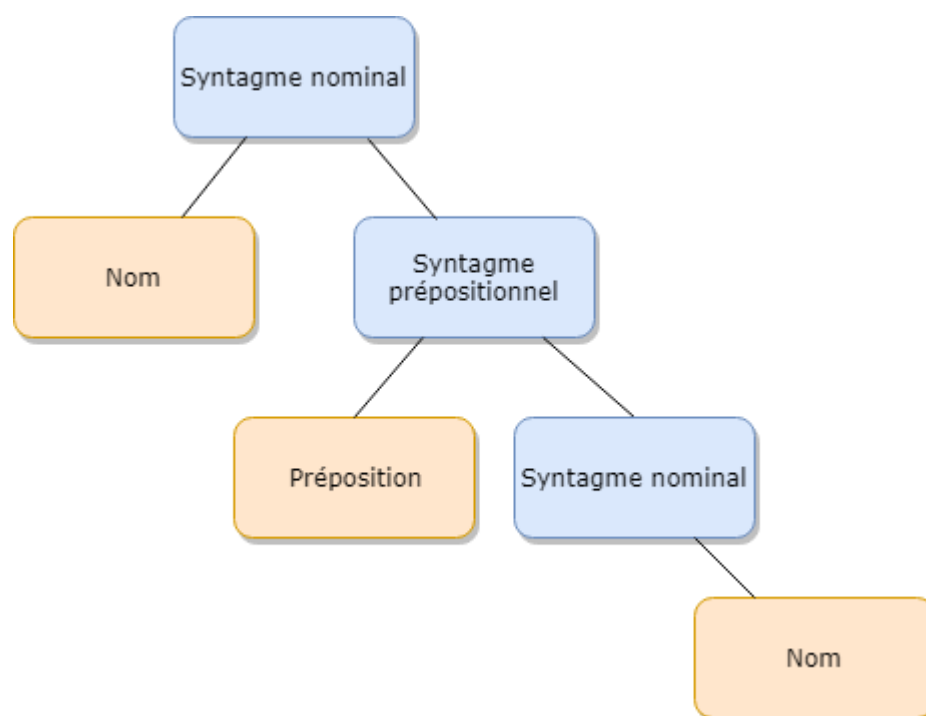 Syntagme nominal
Nom
Syntagme
prépositionnel
Préposition
Syntagme nominal
Nom